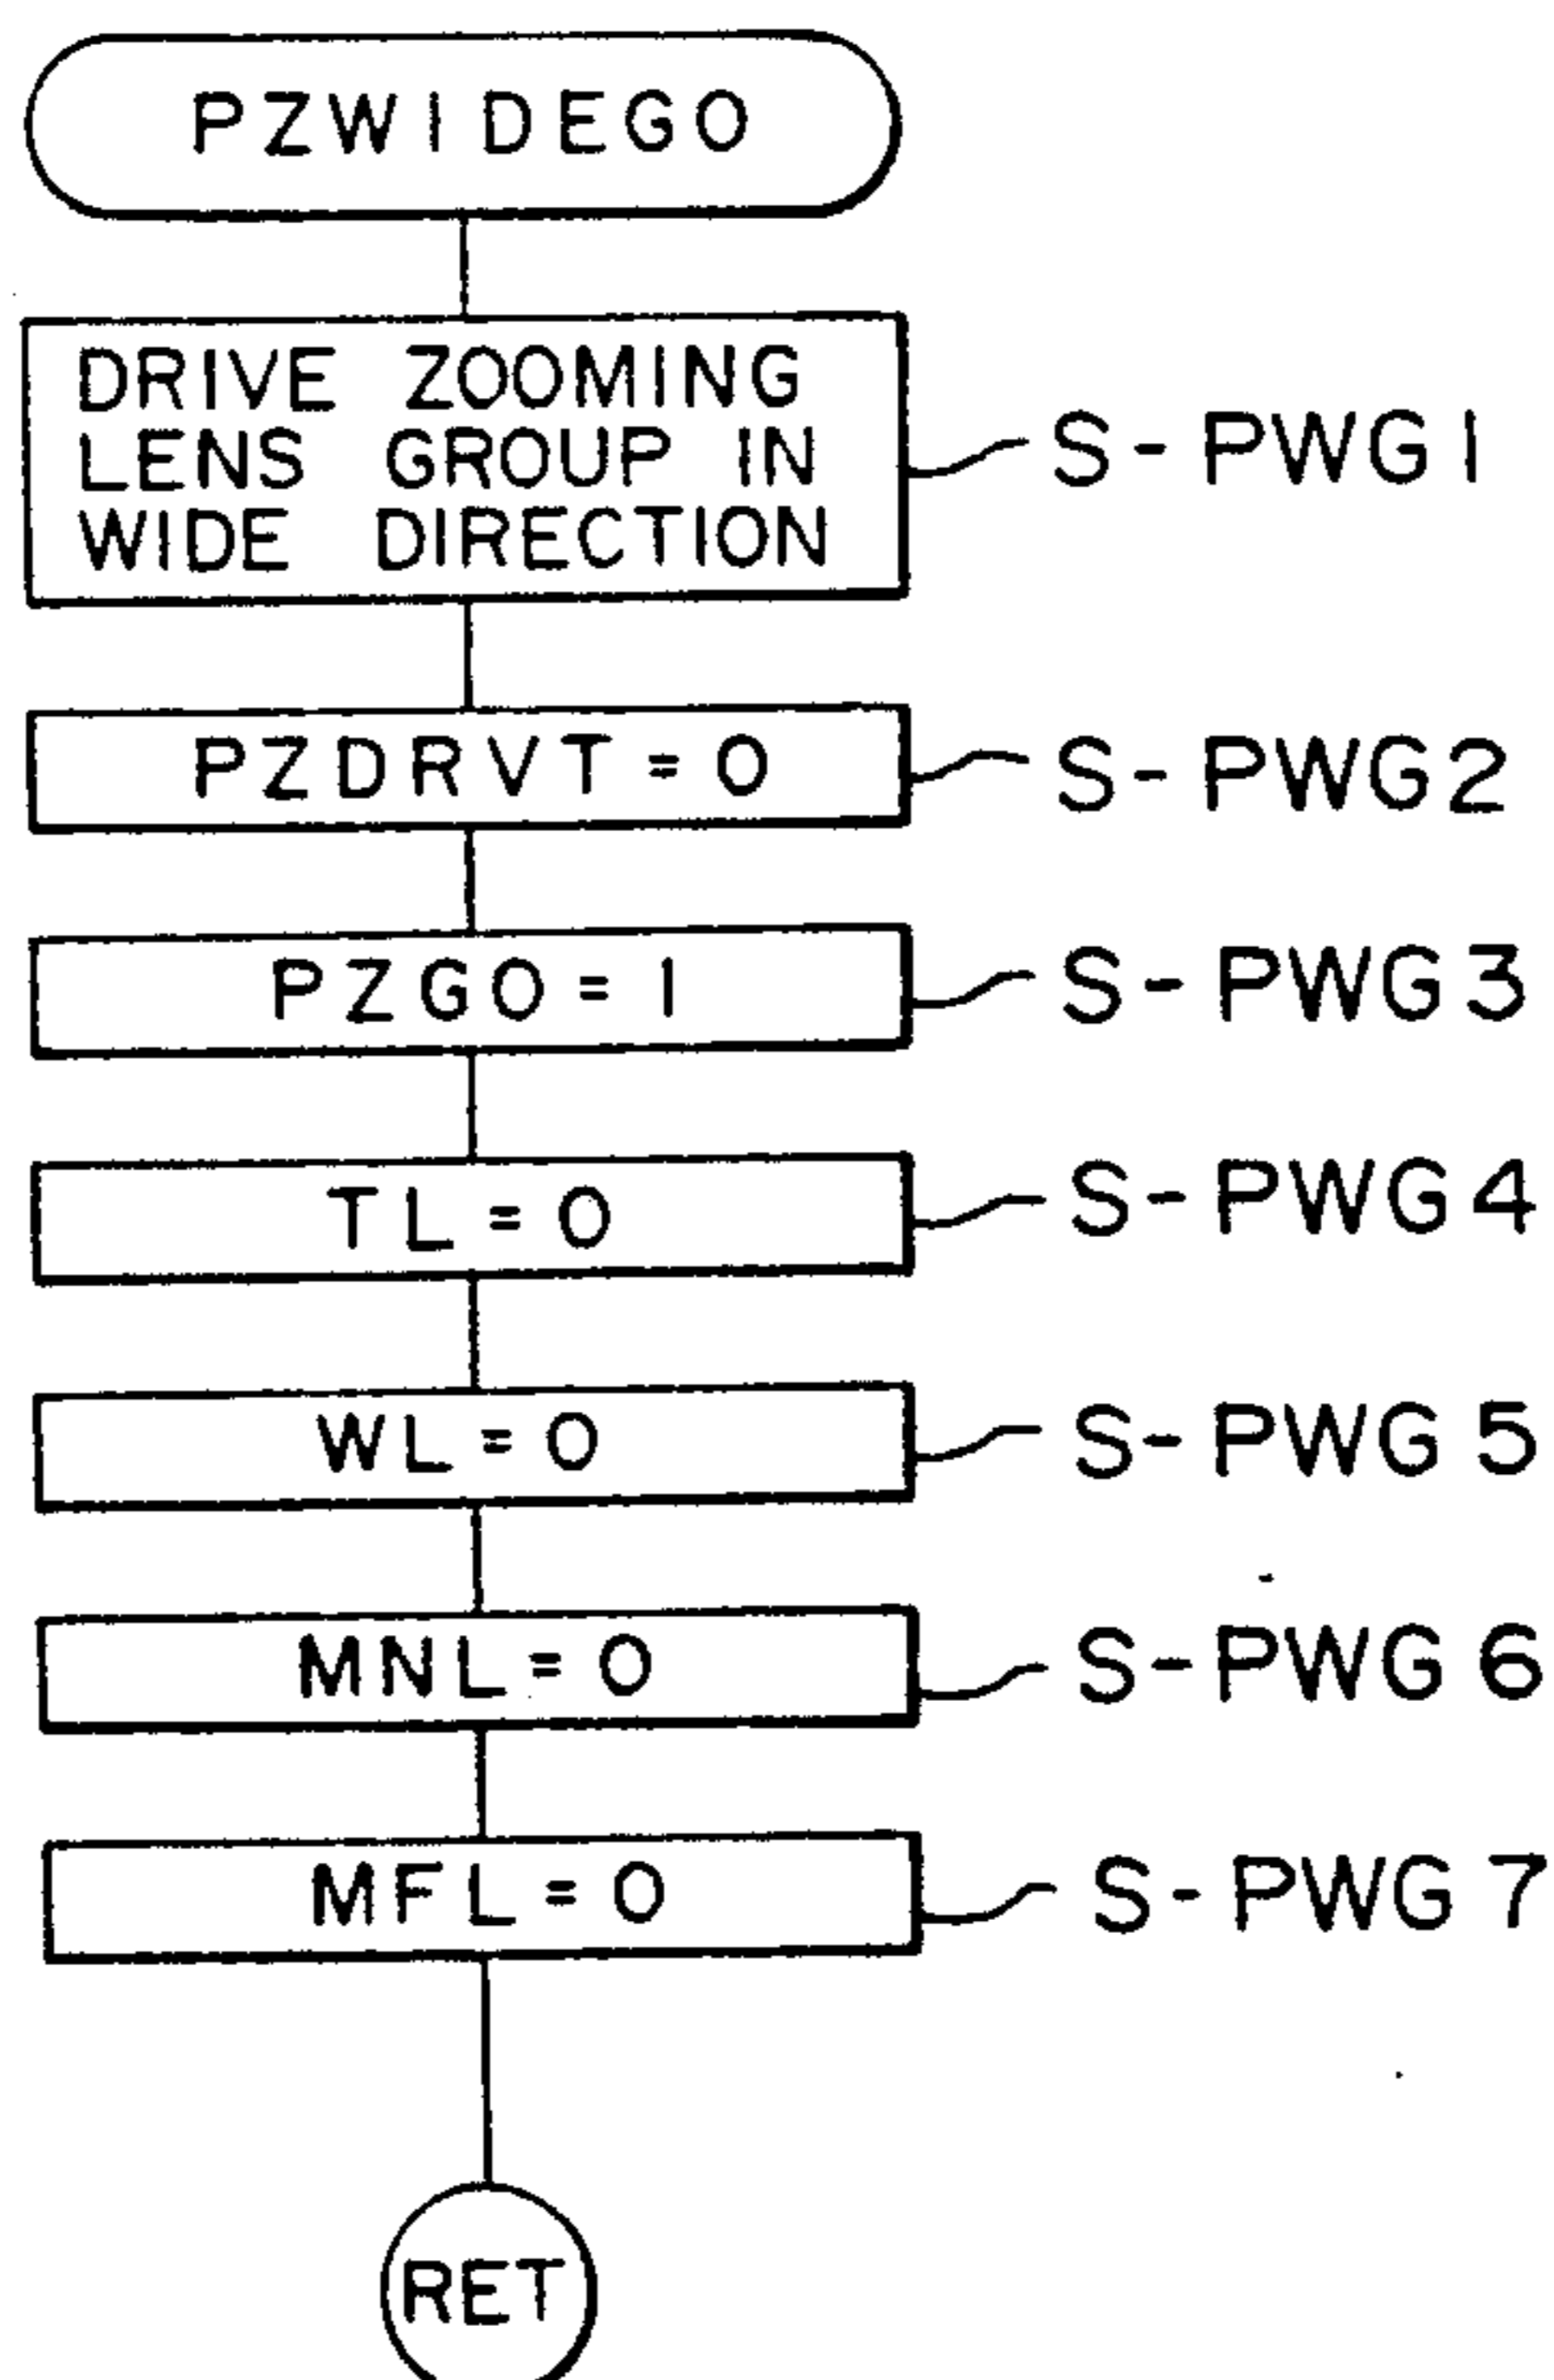 PZWIDEGO
DRIVE ZOOMING
LENS GROUP IN
WIDE DIRECTION
S-PWG1
PZDRVT=0
S-PWG2
PZGO=1
S-PWG3
TL=0
S-PWG4
WL=0
S-PWG5
MNL=0
S-PWG6
MFL=0
S-PWG7
RET